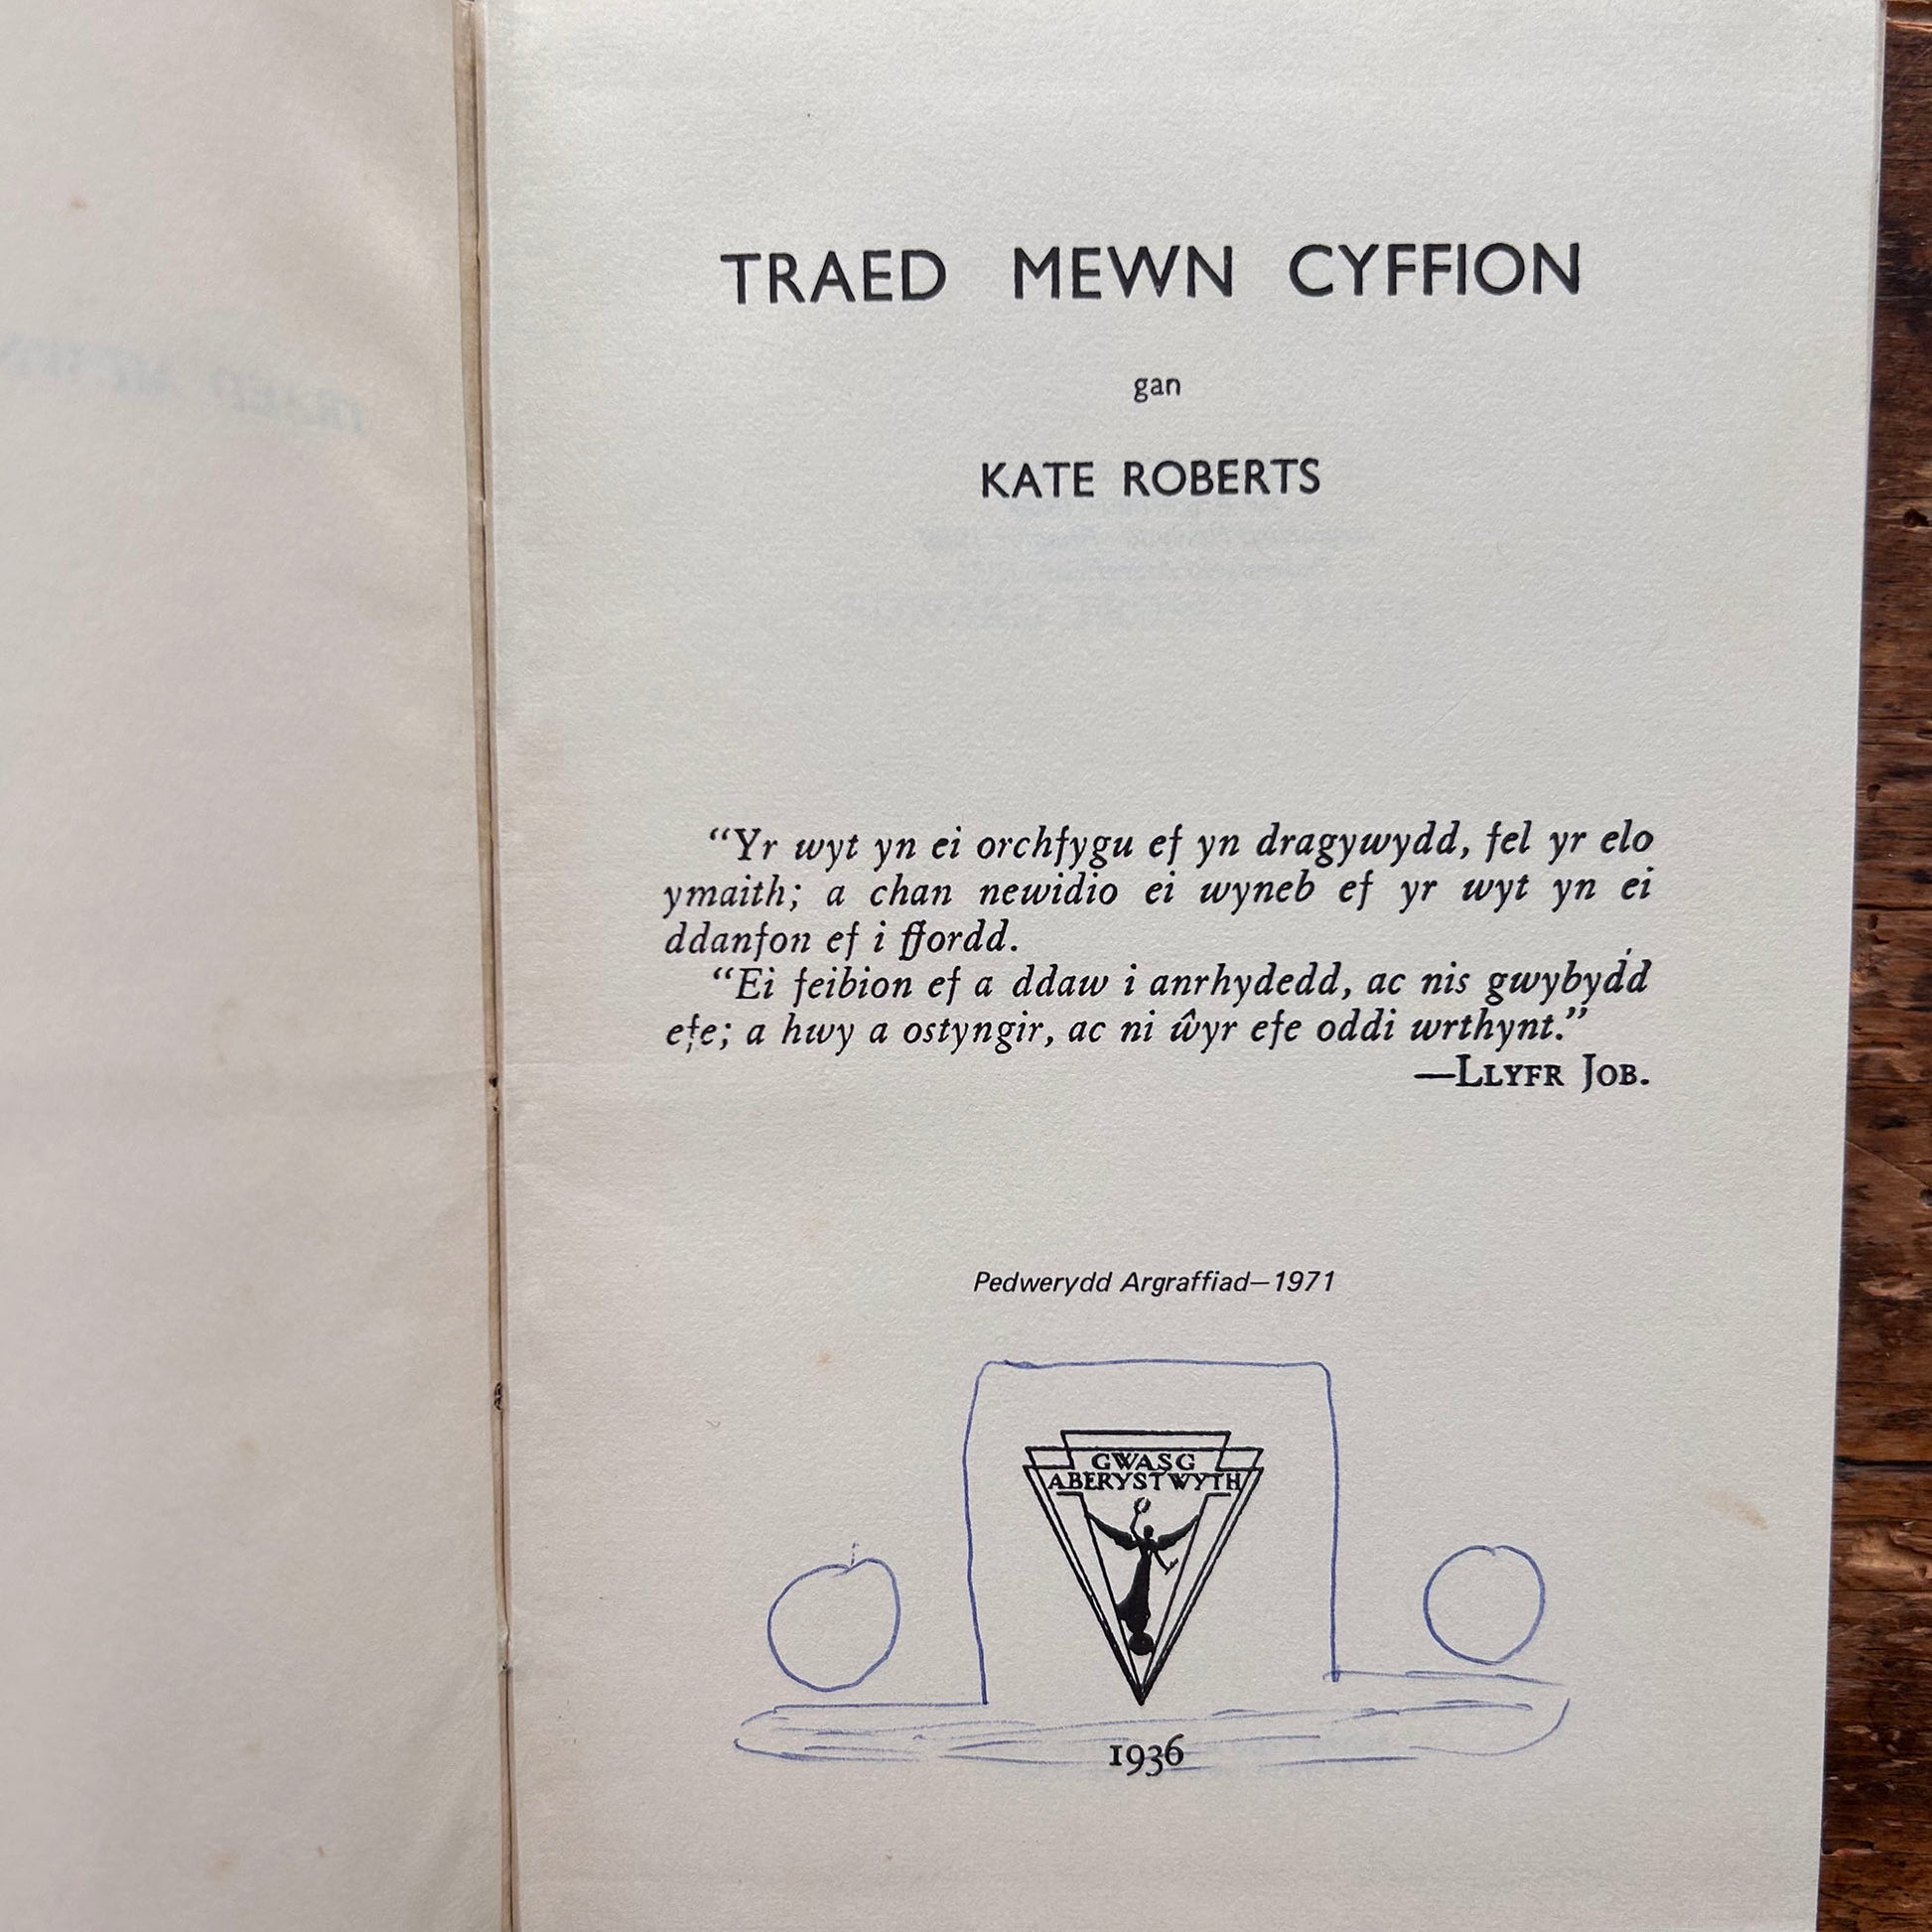 TRAED MEWN CYFFION
gan
KATE ROBERTS
“Yr wyt yn ei orchfygu ef yn dragywydd, fel yr elo
ymaith; a chan newidio ei wyneb ef yr wyt yn ei
ddanfon ef i ffordd.
“Ei feibion ef a ddaw i anrhydedd, ac nis gwybydd
efe; a hwy a ostyngir, ac ni ŵyr efe oddi wrthynt.”
—LLYFR JOB.
Pedwerydd Argraffiad—1971
GWASG
ABERYSTWYTH
1936